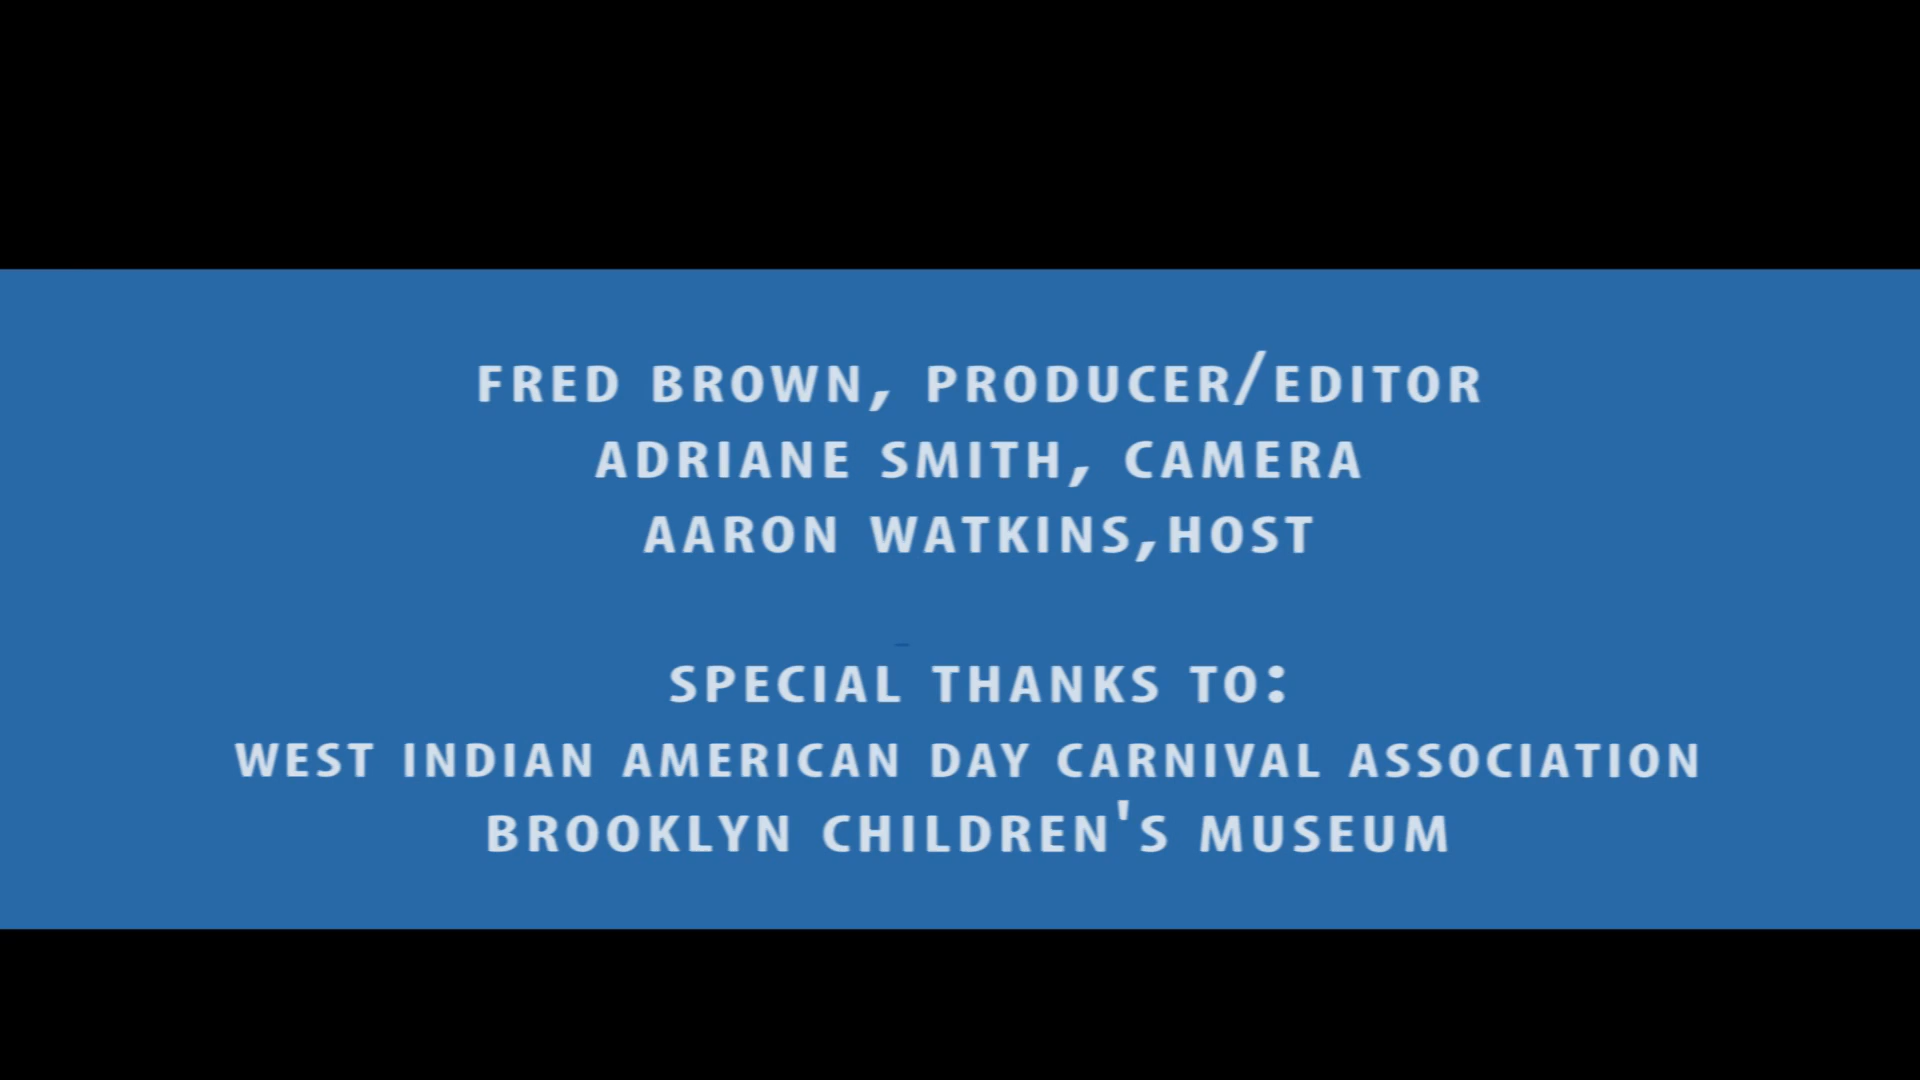 FRED BROWN, PRODUCER/EDITOR
ADRIANE SMITH, CAMERA
AARON WATKINS,HOST
SPECIAL THANKS TO:
WEST INDIAN AMERICAN DAY CARNIVAL ASSOCIATION
BROOKLYN CHILDREN'S MUSEUM